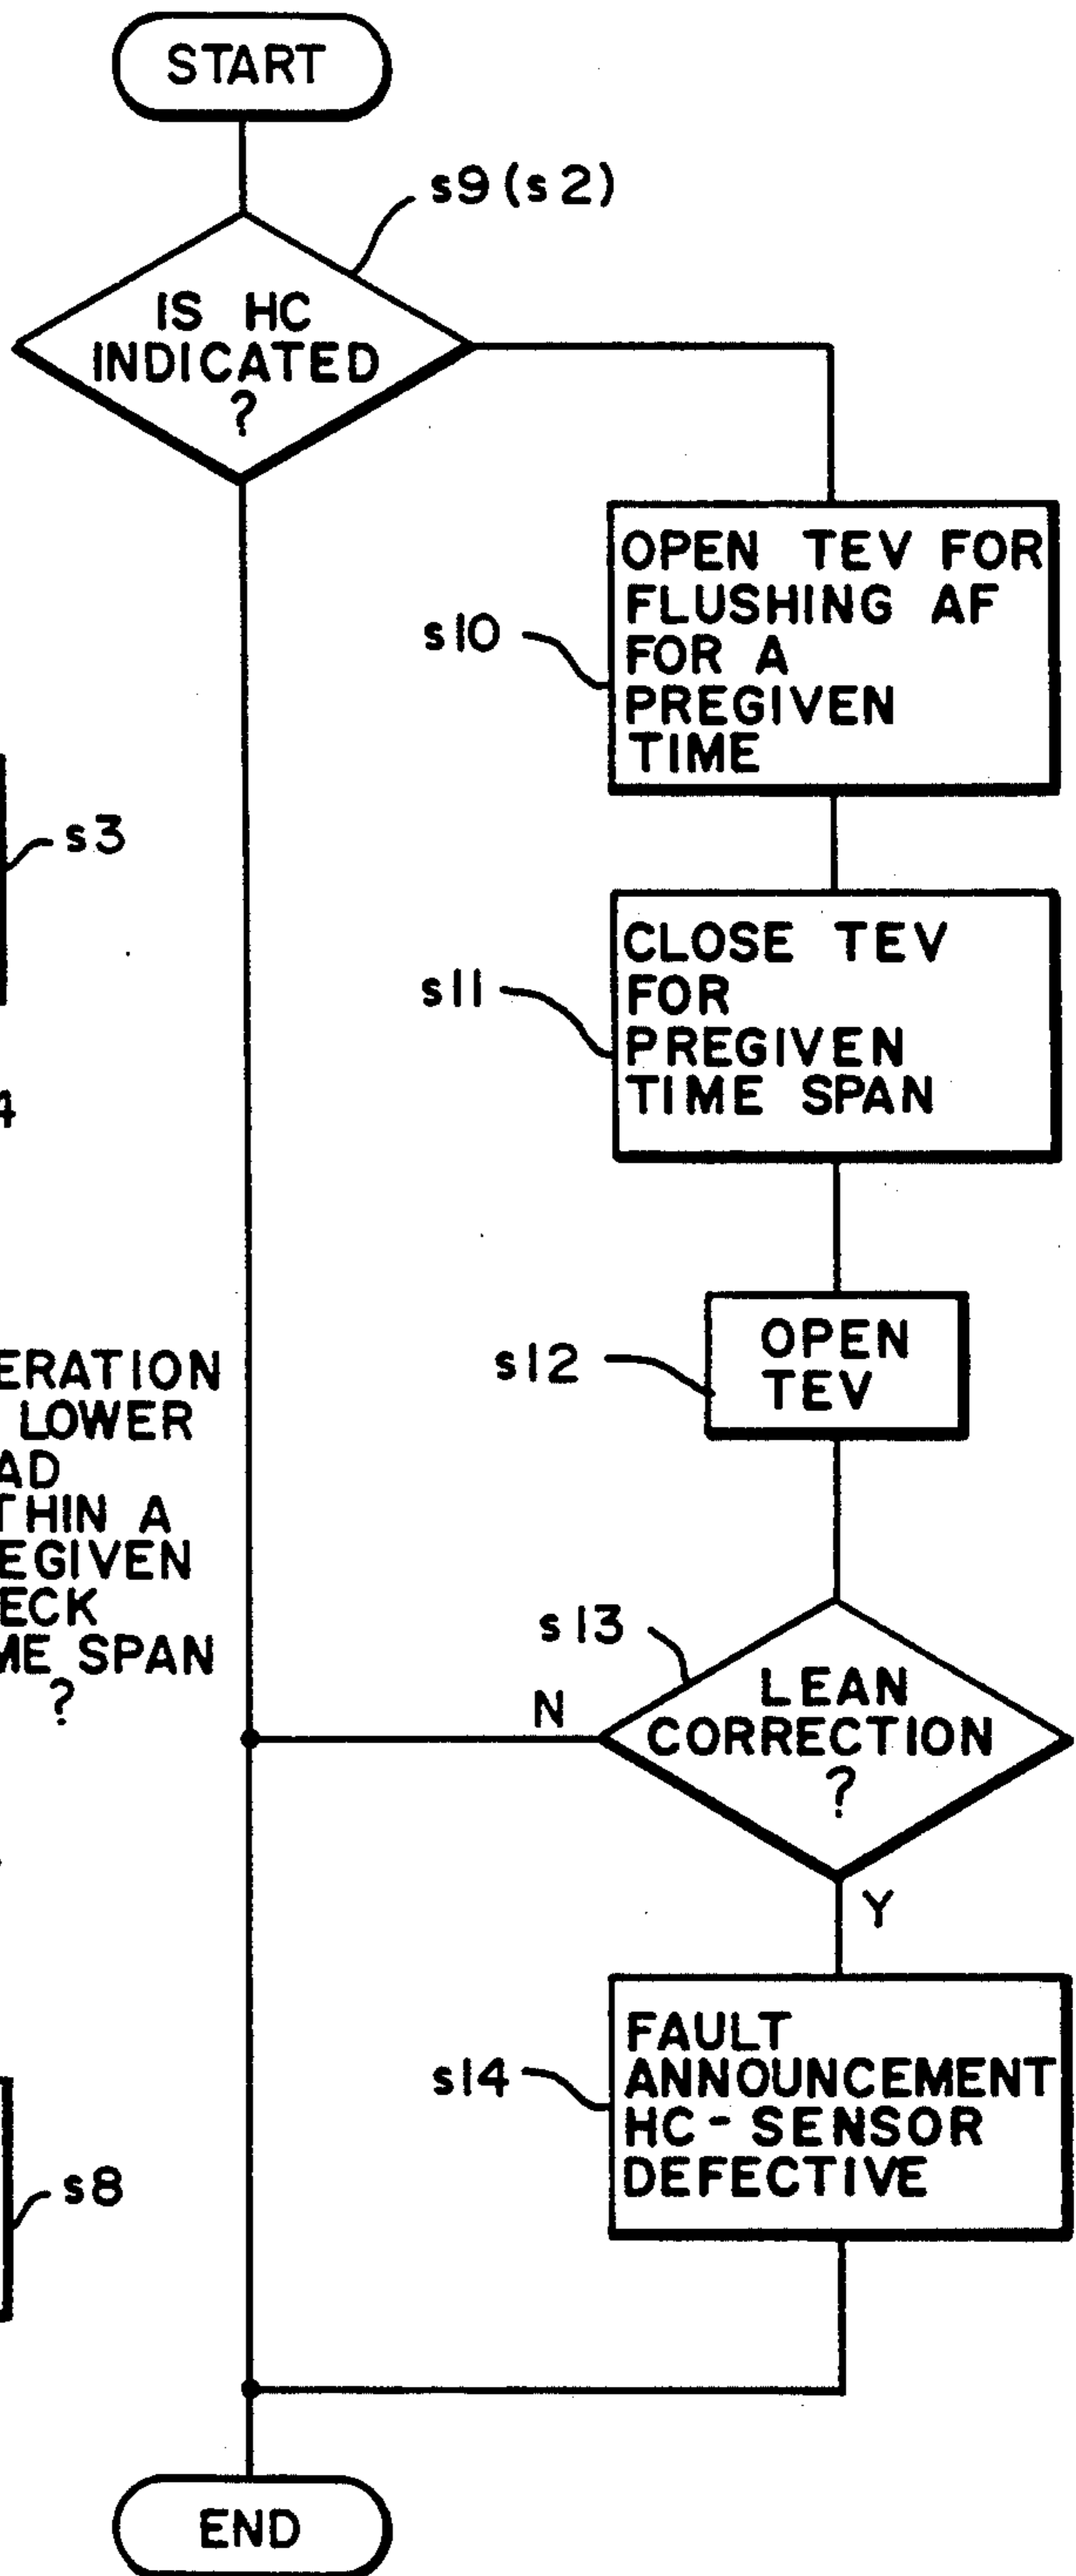 START
s9(s2)
IS HC
INDICATED
?
OPEN TEV FOR
FLUSHING AF
FOR A
PREGIVEN
TIME
s10
s3
CLOSE TEV
FOR
PREGIVEN
TIME SPAN
s11
4
OPEN
TEV
s12
ERATION
LOWER
AD
THIN A
EGIVEN
ECK
ME SPAN
?
s13
LEAN
CORRECTION
?
N
Y
FAULT
ANNOUNCEMENT
HC-SENSOR
DEFECTIVE
s14
s8
END